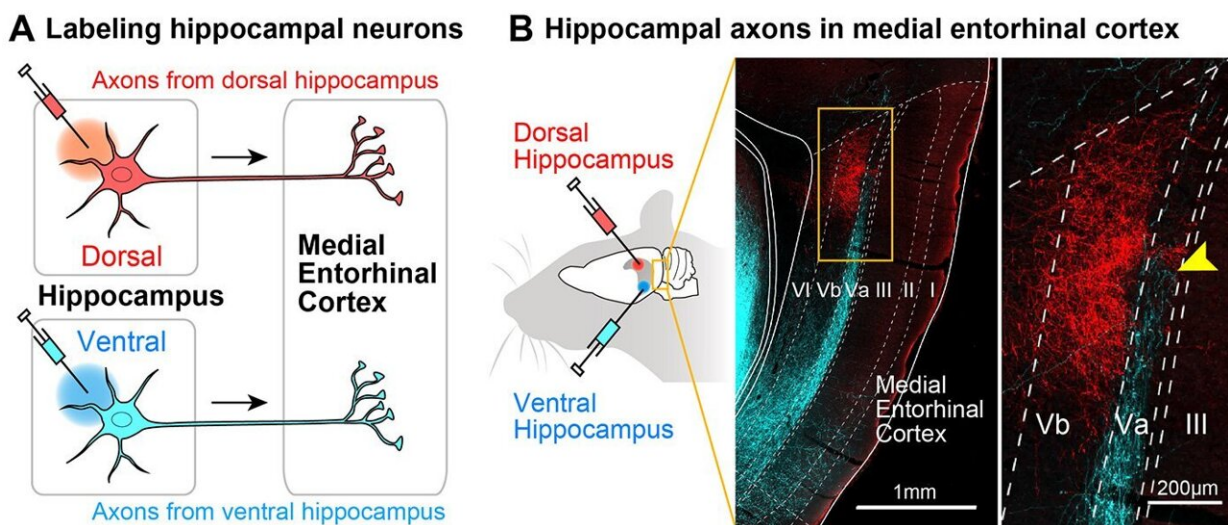 A Labeling hippocampal neurons
Axons from dorsal hippocampus
Dorsal
Medial
Entorhinal
Cortex
Hippocampus
Ventral
Axons from ventral hippocampus
B Hippocampal axons in medial entorhinal cortex
Dorsal
Hippocampus
Ventral
Hippocampus
VI Vb Va III II I
Medial
Entorhinal
Cortex
1mm
Vb Va III
200µm